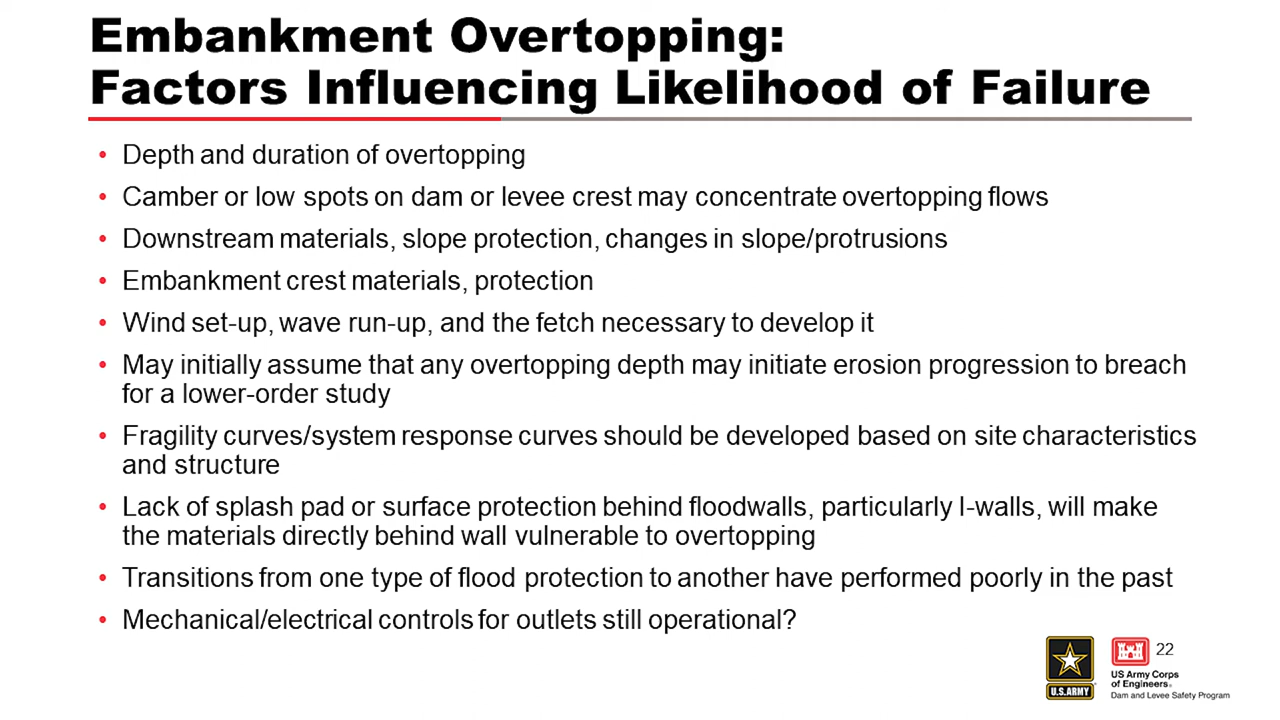 Embankment Overtopping:
Factors Influencing Likelihood of Failure
• Depth and duration of overtopping
• Camber or low spots on dam or levee crest may concentrate overtopping flows
• Downstream materials, slope protection, changes in slope/protrusions
• Embankment crest materials, protection
• Wind set-up, wave run-up, and the fetch necessary to develop it
• May initially assume that any overtopping depth may initiate erosion progression to breach
for a lower-order study
• Fragility curves/system response curves should be developed based on site characteristics
and structure
• Lack of splash pad or surface protection behind floodwalls, particularly I-walls, will make
the materials directly behind wall vulnerable to overtopping
• Transitions from one type of flood protection to another have performed poorly in the past
• Mechanical/electrical controls for outlets still operational?
22
U.S. ARMY
US Army Corps
of Engineers®
Dam and Levee Safety Program